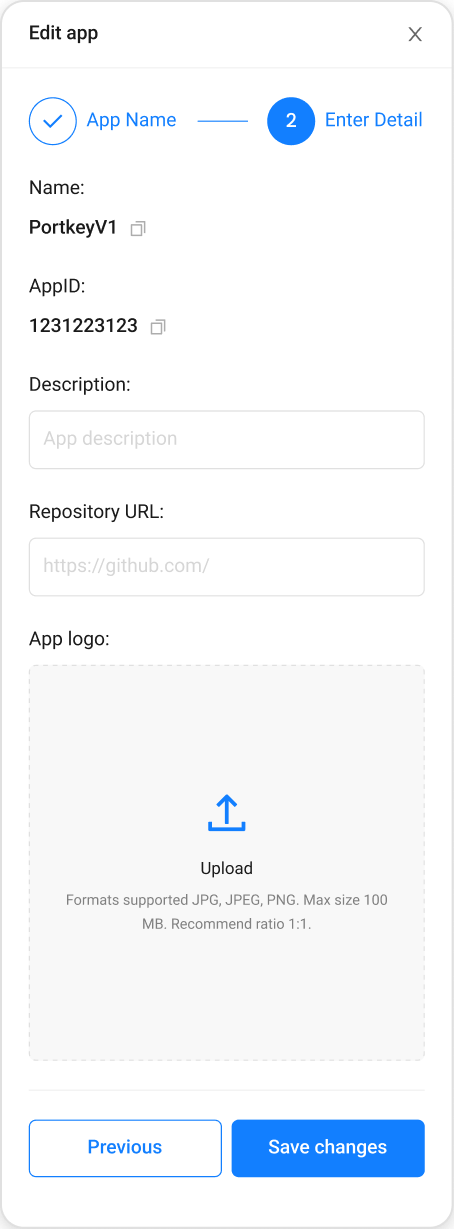 Edit app
App Name
2
Enter Detail
Name:
PortkeyV1
AppID:
1231223123
Description:
App description
Repository URL:
https://github.com/
App logo:
Upload
Formats supported JPG, JPEG, PNG. Max size 100
MB. Recommend ratio 1:1.
Previous
Save changes